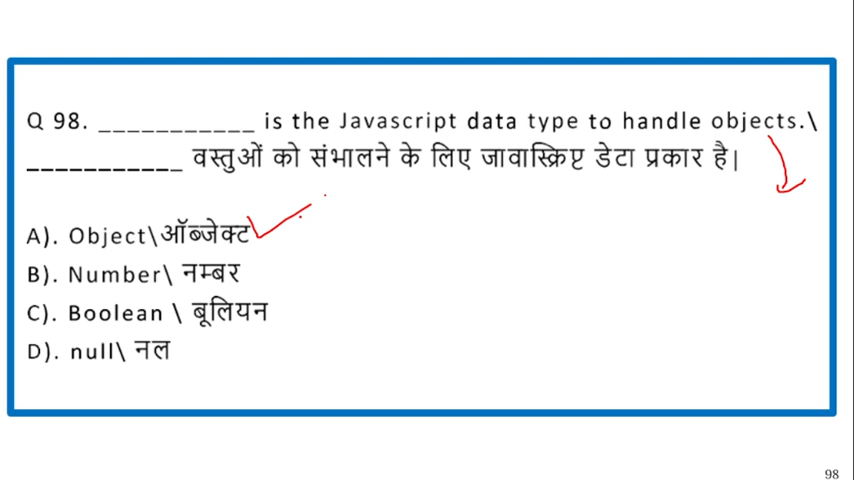 Q 98. ___________ is the Javascript data type to handle objects.\
___________ वस्तुओं को संभालने के लिए जावास्क्रिप्ट डेटा प्रकार है|
A). Object\ऑब्जेक्ट
B). Number\ नम्बर
C). Boolean \ बूलियन
D). null\ नल
98